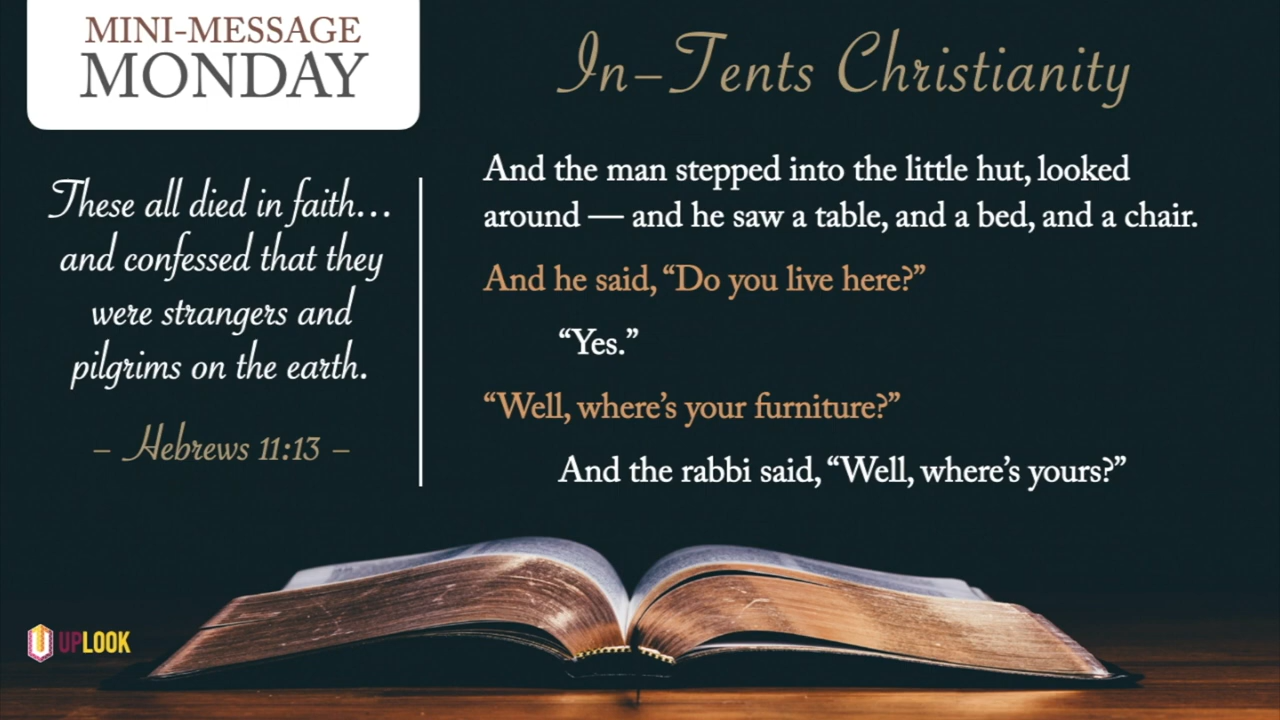 MINI-MESSAGE
MONDAY
In–Tents Christianity
These all died in faith…
and confessed that they
were strangers and
pilgrims on the earth.
– Hebrews 11:13 –
And the man stepped into the little hut, looked
around — and he saw a table, and a bed, and a chair.
And he said, “Do you live here?”
“Yes.”
“Well, where’s your furniture?”
And the rabbi said, “Well, where’s yours?”
UPLOOK